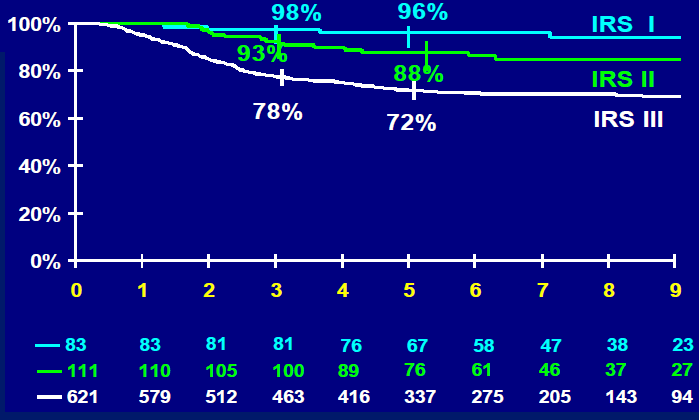 98% 96%
100% IRS I
93%
88% IRS II
80%
78% 72% IRS III
60%
40%
20%
0%
0 1 2 3 4 5 6 7 8 9
83 83 81 81 76 67 58 47 38 23
111 110 105 100 89 76 61 46 37 27
621 579 512 463 416 337 275 205 143 94